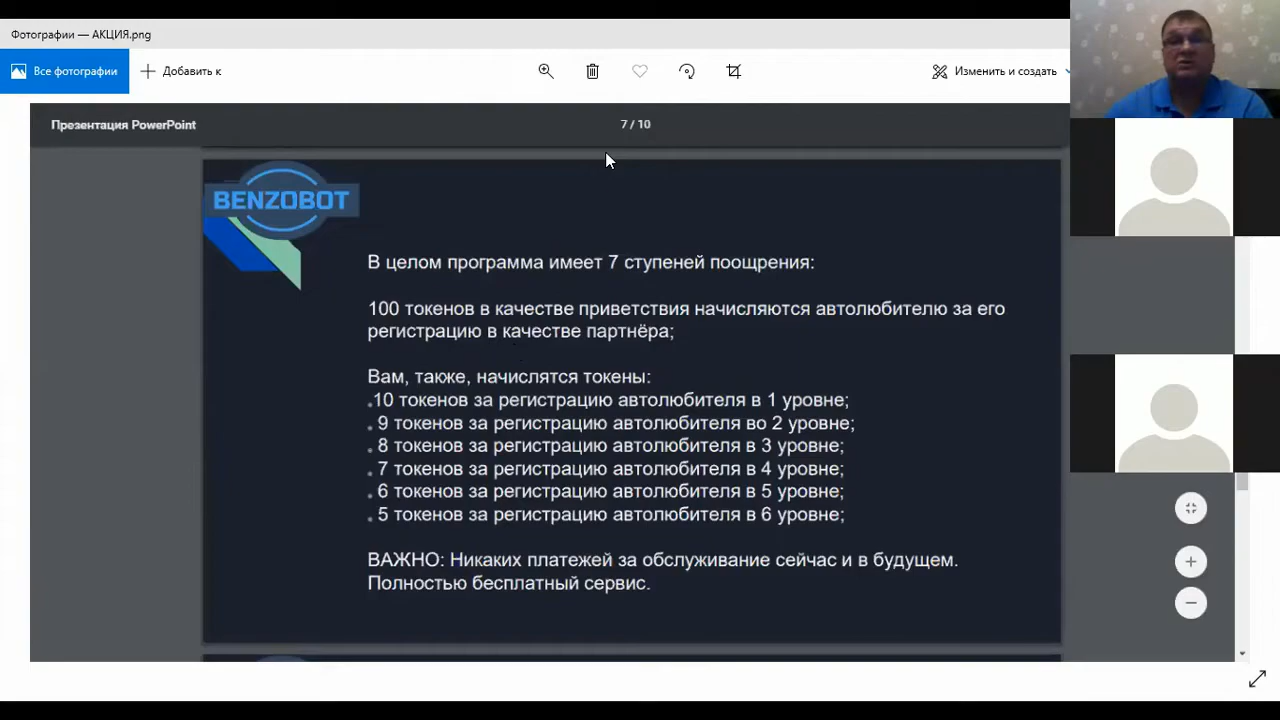 Фотографии — АКЦИЯ.png
Все фотографии
Добавить к
Изменить и создать
Презентация PowerPoint
7 / 10
BENZOBOT
В целом программа имеет 7 ступеней поощрения:
100 токенов в качестве приветствия начисляются автолюбителю за его
регистрацию в качестве партнёра;
Вам, также, начислятся токены:
10 токенов за регистрацию автолюбителя в 1 уровне;
9 токенов за регистрацию автолюбителя во 2 уровне;
8 токенов за регистрацию автолюбителя в 3 уровне;
7 токенов за регистрацию автолюбителя в 4 уровне;
6 токенов за регистрацию автолюбителя в 5 уровне;
5 токенов за регистрацию автолюбителя в 6 уровне;
ВАЖНО: Никаких платежей за обслуживание сейчас и в будущем.
Полностью бесплатный сервис.